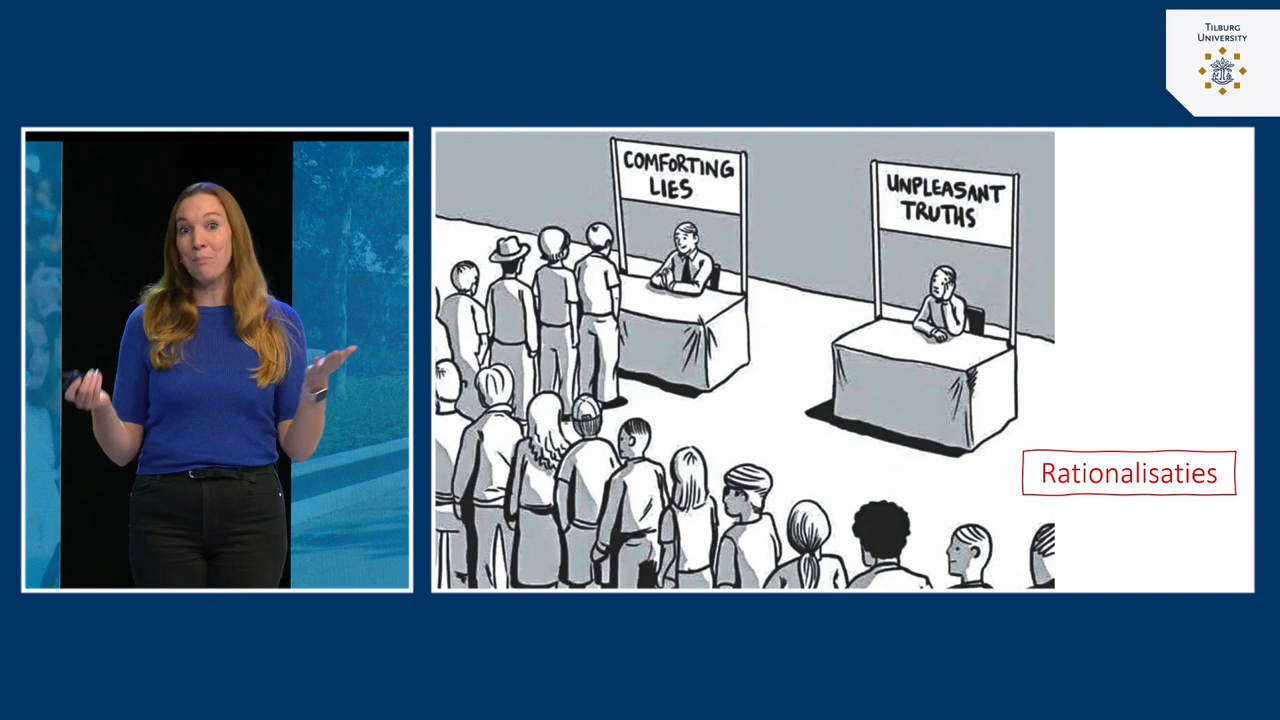 TILBURG
UNIVERSITY
COMFORTING
LIES
UNPLEASANT
TRUTHS
Rationalisaties